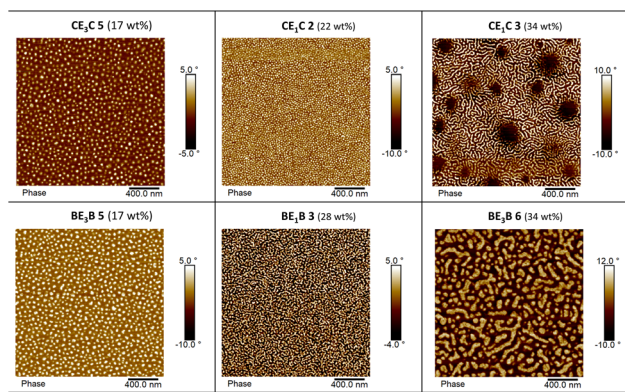 CE₃C 5 (17 wt%)
5.0 °
-5.0 °
Phase
400.0 nm
CE₁C 2 (22 wt%)
5.0 °
-10.0 °
Phase
400.0 nm
CE₁C 3 (34 wt%)
10.0 °
-10.0 °
Phase
400.0 nm
BE₃B 5 (17 wt%)
5.0 °
-10.0 °
Phase
400.0 nm
BE₁B 3 (28 wt%)
5.0 °
-4.0 °
Phase
400.0 nm
BE₃B 6 (34 wt%)
12.0 °
-10.0 °
Phase
400.0 nm